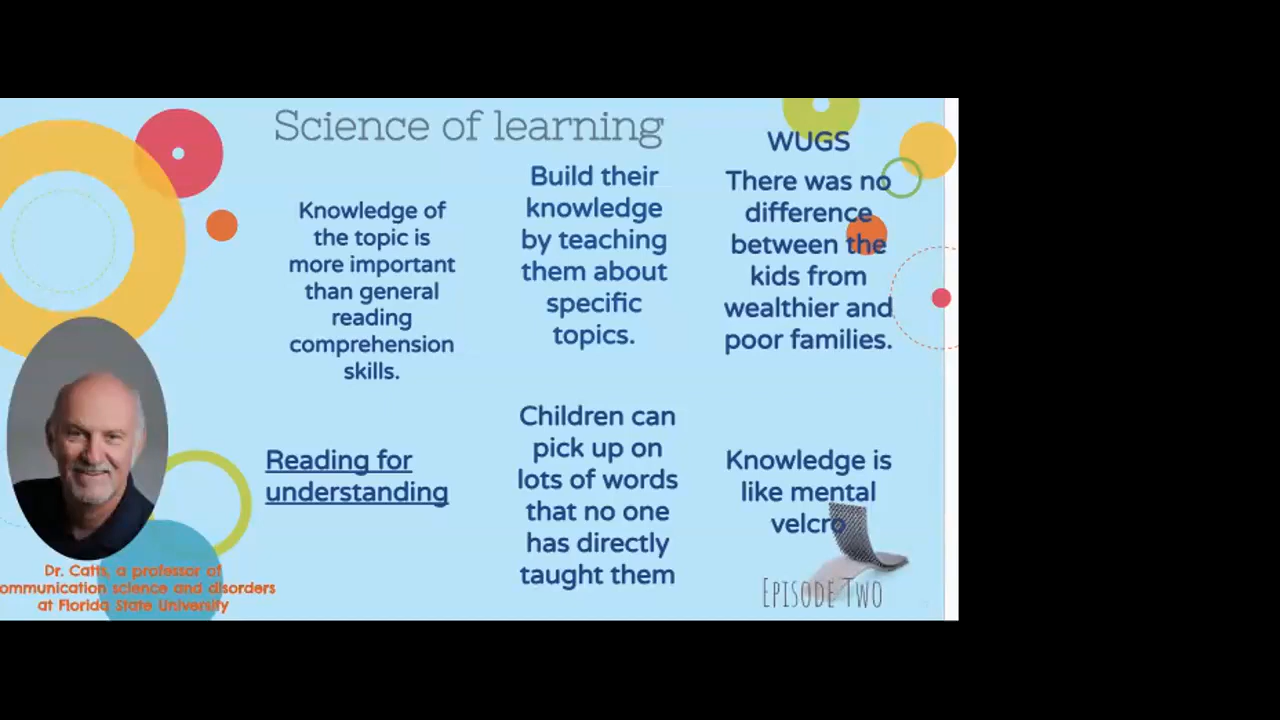 Science of learning
Knowledge of
the topic is
more important
than general
reading
comprehension
skills.
Build their
knowledge
by teaching
them about
specific
topics.
WUGS
There was no
difference
between the
kids from
wealthier and
poor families.
Reading for
understanding
Children can
pick up on
lots of words
that no one
has directly
taught them
Knowledge is
like mental
velcro
Dr. Catts, a professor of
ommunication science and disorders
at Florida State University
Episode Two